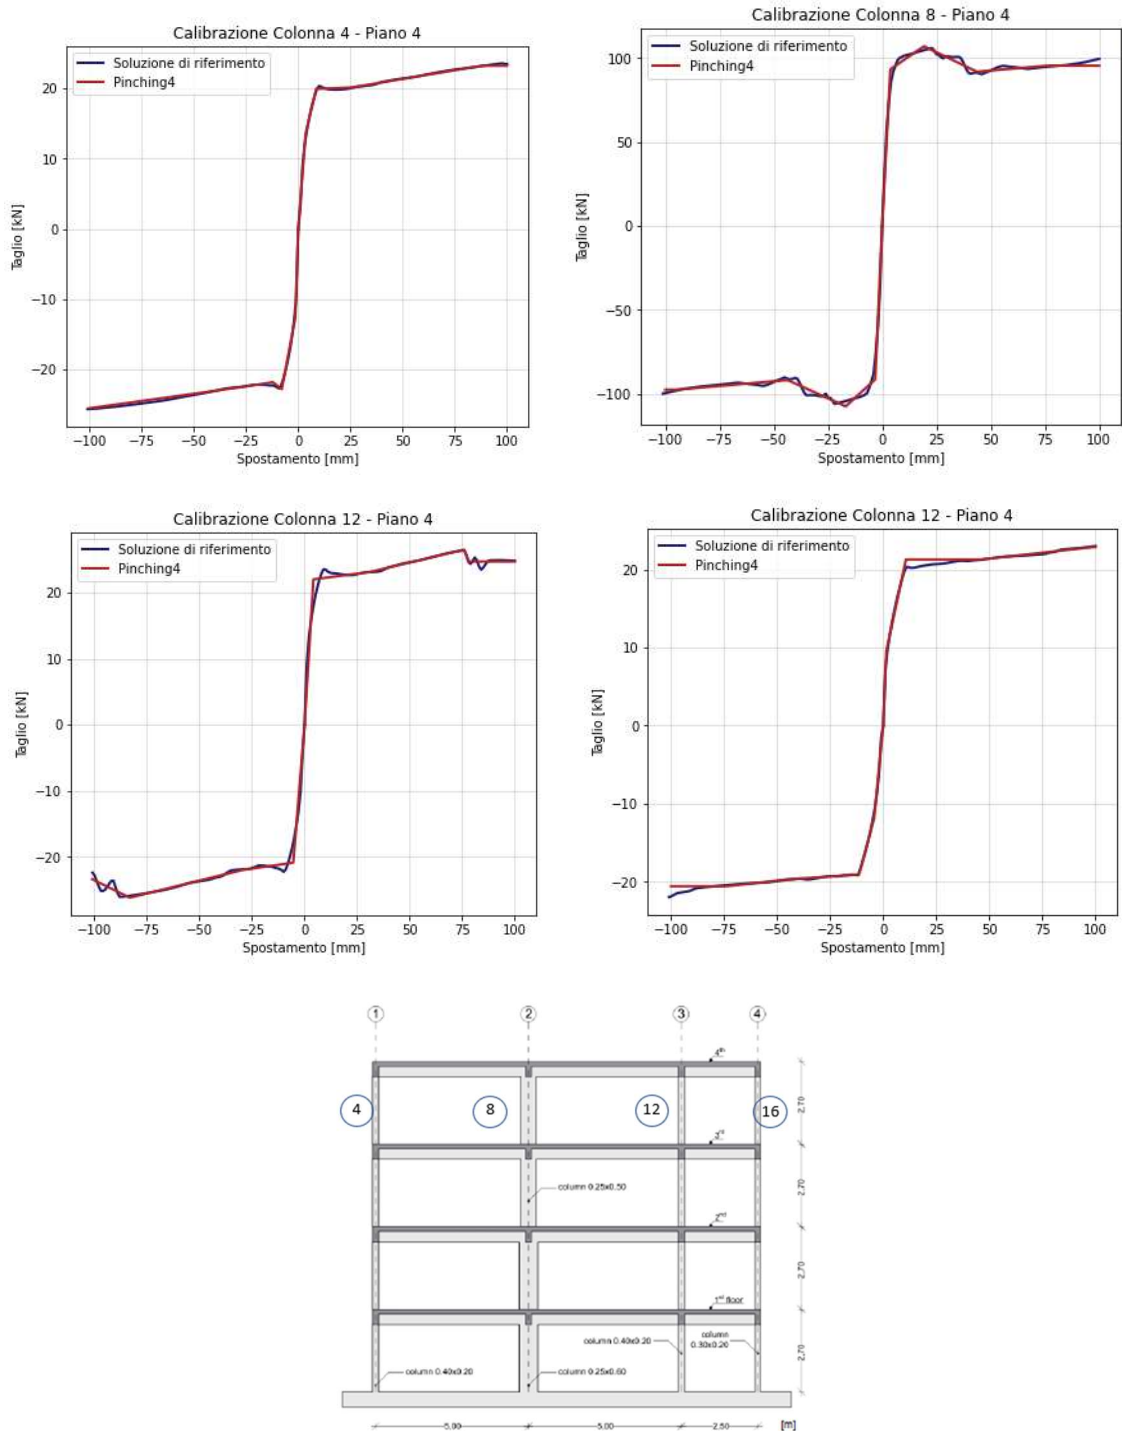 Calibrazione Colonna 4 - Piano 4
Soluzione di riferimento
Pinching4
20
10
0
−10
−20
Taglio [kN]
−100 −75 −50 −25 0 25 50 75 100
Spostamento [mm]
Calibrazione Colonna 8 - Piano 4
Soluzione di riferimento
Pinching4
100
50
0
−50
−100
Taglio [kN]
−100 −75 −50 −25 0 25 50 75 100
Spostamento [mm]
Calibrazione Colonna 12 - Piano 4
Soluzione di riferimento
Pinching4
20
10
0
−10
−20
Taglio [kN]
−100 −75 −50 −25 0 25 50 75 100
Spostamento [mm]
Calibrazione Colonna 12 - Piano 4
Soluzione di riferimento
Pinching4
20
10
0
−10
−20
Taglio [kN]
−100 −75 −50 −25 0 25 50 75 100
Spostamento [mm]
1 2 3 4
4th
4 8 12 16
2,70
column 0.25x0.50
2,70
2nd
2,70
1st floor
column 0.40x0.20
column
0.30x0.20
2,70
column 0.40x0.20
column 0.25x0.60
5,00 5,00 2,50 [m]